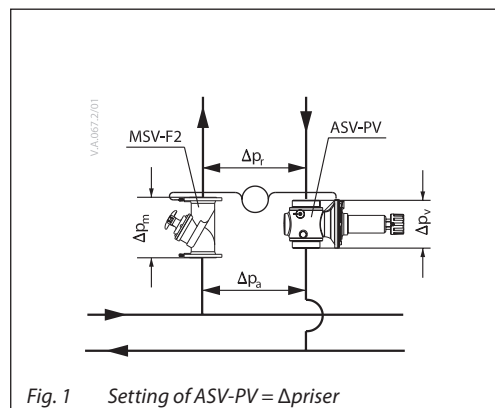 V.A.067.2/01
MSV-F2
ASV-PV
Δpᵣ
Δpₘ
Δpᵥ
Δpₐ
Fig. 1 Setting of ASV-PV = Δpriser